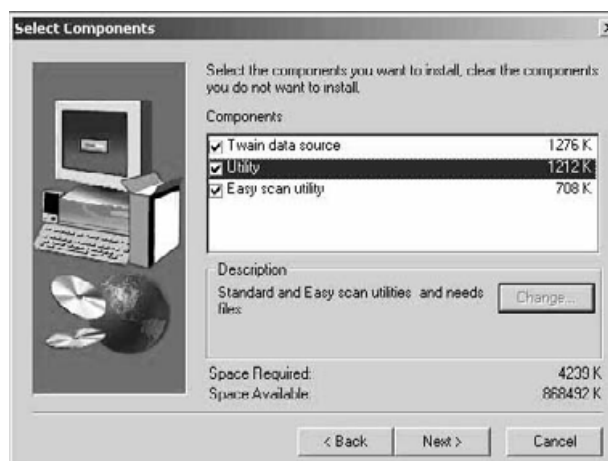 Select Components
Select the components you want to install, clear the components
you do not want to install.
Components
Twain data source 1276 K
Utility 1212 K
Easy scan utility 708 K
Description
Standard and Easy scan utilities and needs
files
Change...
Space Required: 4239 K
Space Available: 868492 K
< Back Next > Cancel